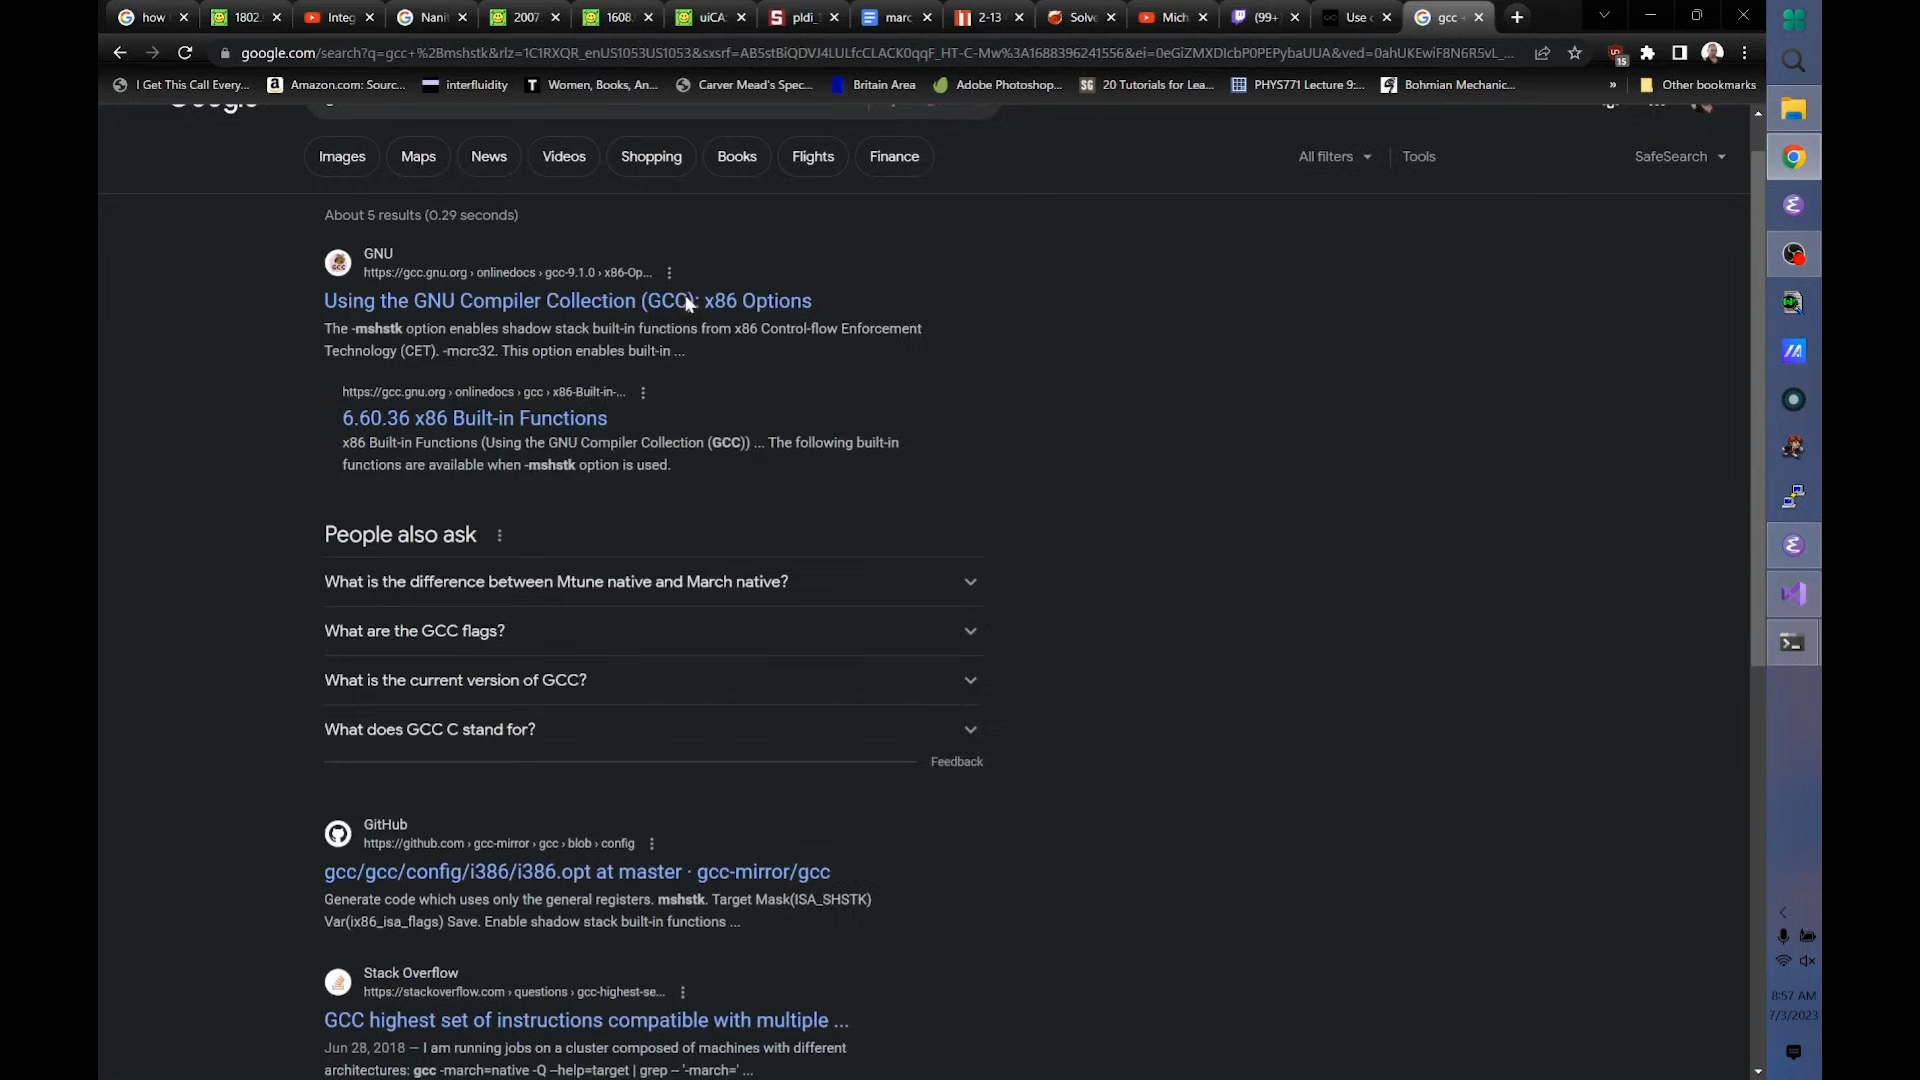 how
1802.
Integ
Nani
2007.
1608.
uiCA
pldi_
marc
2-13
Solve
Mich
(99+)
Use
gcc
google.com/search?q=gcc+%2Bmshstk&rlz=1C1RXQR_enUS1053US1053&sxsrf=AB5stBiQDVJ4LULfcCLACK0qqF_HT-C-Mw%3A1688396241556&ei=0eGiZMXDIcbP0PEPybaUUA&ved=0ahUKEwiF8N6R5vL_...
15
I Get This Call Every...
Amazon.com: Sourc...
interfluidity
Women, Books, An...
Carver Mead's Spec...
Britain Area
Adobe Photoshop...
20 Tutorials for Lea...
PHYS771 Lecture 9:...
Bohmian Mechanic...
»
Other bookmarks
Images
Maps
News
Videos
Shopping
Books
Flights
Finance
All filters
Tools
SafeSearch
About 5 results (0.29 seconds)
GNU
https://gcc.gnu.org › onlinedocs › gcc-9.1.0 › x86-Op...
Using the GNU Compiler Collection (GCC): x86 Options
The -mshstk option enables shadow stack built-in functions from x86 Control-flow Enforcement
Technology (CET). -mcrc32. This option enables built-in ...
https://gcc.gnu.org › onlinedocs › gcc › x86-Built-in-...
6.60.36 x86 Built-in Functions
x86 Built-in Functions (Using the GNU Compiler Collection (GCC)) ... The following built-in
functions are available when -mshstk option is used.
People also ask
What is the difference between Mtune native and March native?
What are the GCC flags?
What is the current version of GCC?
What does GCC C stand for?
Feedback
GitHub
https://github.com › gcc-mirror › gcc › blob › config
gcc/gcc/config/i386/i386.opt at master · gcc-mirror/gcc
Generate code which uses only the general registers. mshstk. Target Mask(ISA_SHSTK)
Var(ix86_isa_flags) Save. Enable shadow stack built-in functions ...
Stack Overflow
https://stackoverflow.com › questions › gcc-highest-se...
GCC highest set of instructions compatible with multiple ...
Jun 28, 2018 — I am running jobs on a cluster composed of machines with different
architectures: gcc -march=native -Q --help=target | grep -- '-march=' ...
8:57 AM
7/3/2023